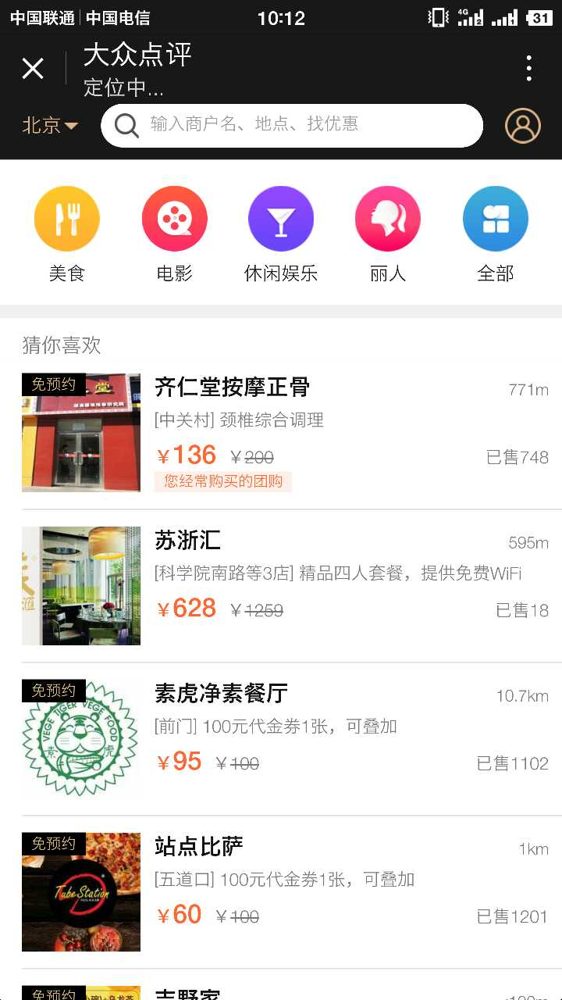 中国联通 中国电信 10:12 4G 2 1 31
大众点评
定位中...
北京 输入商户名、地点、找优惠
美食 电影 休闲娱乐 丽人 全部
猜你喜欢
免预约
齐仁堂按摩正骨 771m
[中关村] 颈椎综合调理
￥136 ￥200 已售748
您经常购买的团购
苏浙汇 595m
[科学院南路等3店] 精品四人套餐，提供免费WiFi
￥628 ￥1259 已售18
汇
免预约
VEGE TIGER VEGE FOOD
素 虎
素虎净素餐厅 10.7km
[前门] 100元代金券1张，可叠加
￥95 ￥100 已售1102
免预约
Tube Station
站点比萨 1km
[五道口] 100元代金券1张，可叠加
￥60 ￥100 已售1201
免预约
吉野家